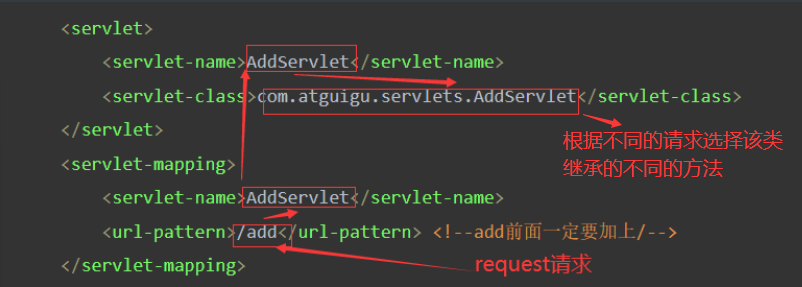 <servlet>
<servlet-name>AddServlet</servlet-name>
<servlet-class>com.atguigu.servlets.AddServlet</servlet-class>
</servlet>
根据不同的请求选择该类
继承的不同的方法
<servlet-mapping>
<servlet-name>AddServlet</servlet-name>
<url-pattern>/add</url-pattern> <!--add前面一定要加上/-->
</servlet-mapping>
request请求